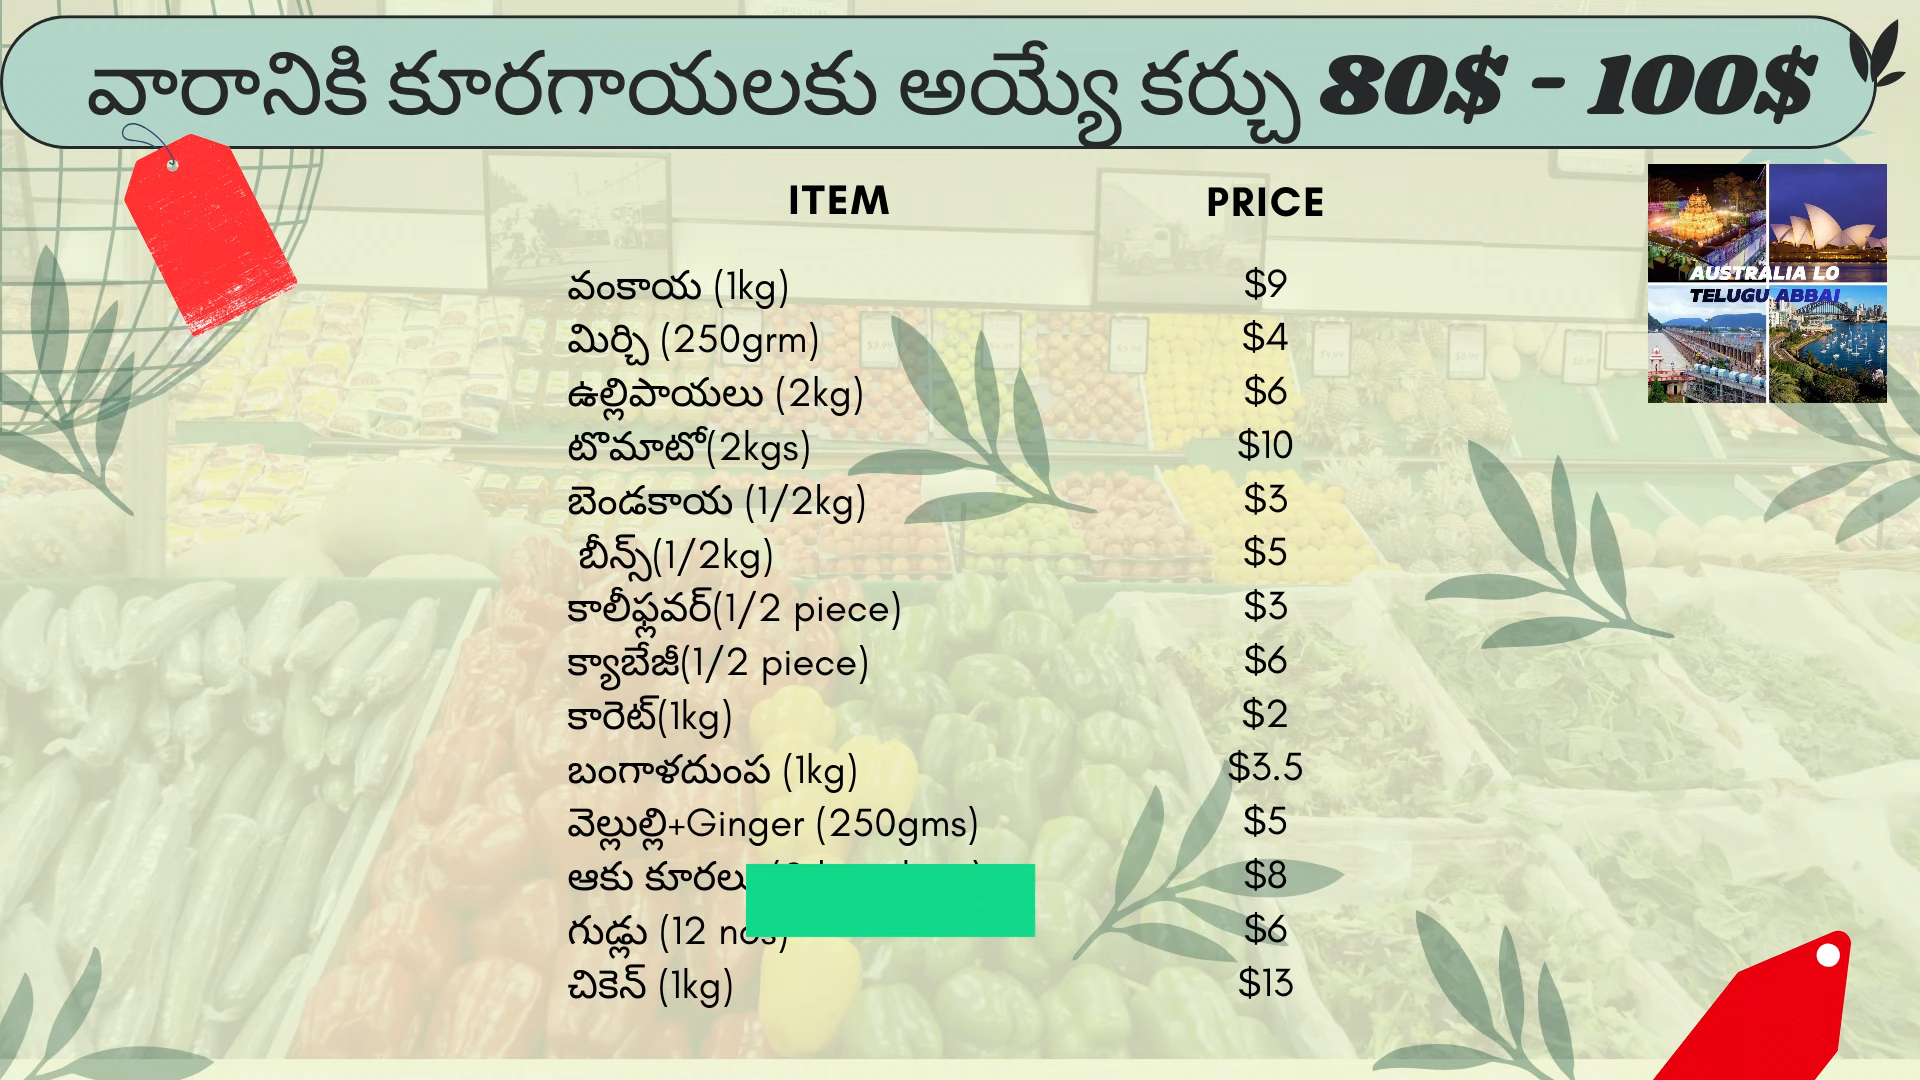 వారానికి కూరగాయలకు అయ్యే కర్చు 80$ - 100$
ITEM PRICE
AUSTRALIA LO
TELUGU ABBAI
వంకాయ (1kg) $9
మిర్చి (250grm) $4
ఉల్లిపాయలు (2kg) $6
టొమాటో(2kgs) $10
బెండకాయ (1/2kg) $3
బీన్స్(1/2kg) $5
కాలీఫ్లవర్(1/2 piece) $3
క్యాబేజీ(1/2 piece) $6
కారెట్(1kg) $2
బంగాళదుంప (1kg) $3.5
వెల్లుల్లి+Ginger (250gms) $5
ఆకు కూరలు $8
గుడ్లు (12 nos) $6
చికెన్ (1kg) $13